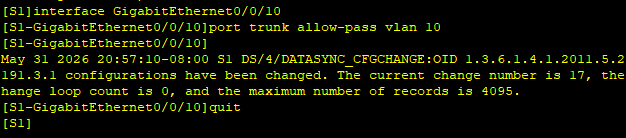 [S1]interface GigabitEthernet0/0/10
[S1-GigabitEthernet0/0/10]port trunk allow-pass vlan 10
[S1-GigabitEthernet0/0/10]
May 31 2026 20:57:10-08:00 S1 DS/4/DATASYNC_CFGCHANGE:OID 1.3.6.1.4.1.2011.5.2
191.3.1 configurations have been changed. The current change number is 17, the
hange loop count is 0, and the maximum number of records is 4095.
[S1-GigabitEthernet0/0/10]quit
[S1]